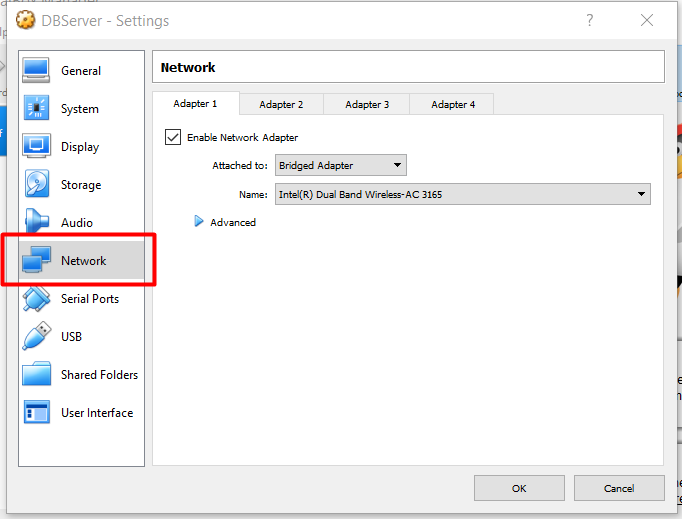 DBServer - Settings
?
General
System
Display
Storage
Audio
Network
Serial Ports
USB
Shared Folders
User Interface
Network
Adapter 1 Adapter 2 Adapter 3 Adapter 4
Enable Network Adapter
Attached to: Bridged Adapter
Name: Intel(R) Dual Band Wireless-AC 3165
Advanced
OK Cancel